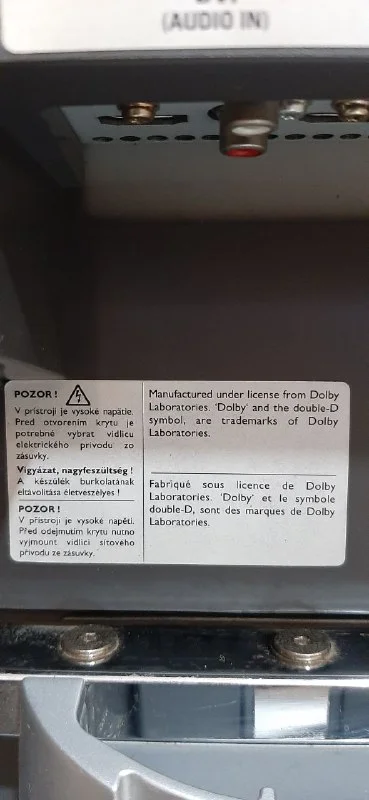 (AUDIO IN)
POZOR !
V prístroji je vysoké napätie.
Pred otvorením krytu je
potrebné vybrat vidlicu
elektrického prívodu zo
zásuvky.
Vigyázat, nagyfeszültség !
A készülék burkolatának
eltávolítása életveszélyes !
POZOR !
V přístroji je vysoké napětí.
Před odejmutím krytu nutno
vyjmount vidlici síťového
přívodu ze zásuvky.
Manufactured under license from Dolby
Laboratories. 'Dolby' and the double-D
symbol, are trademarks of Dolby
Laboratories.
Fabriqué sous licence de Dolby
Laboratories. 'Dolby' et le symbole
double-D, sont des marques de Dolby
Laboratories.